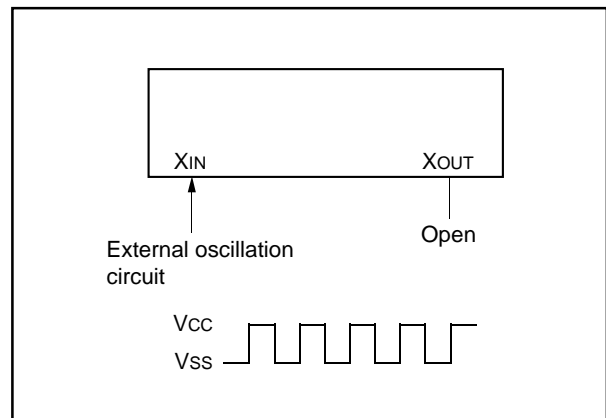 XIN
XOUT
External oscillation
circuit
Open
VCC
VSS